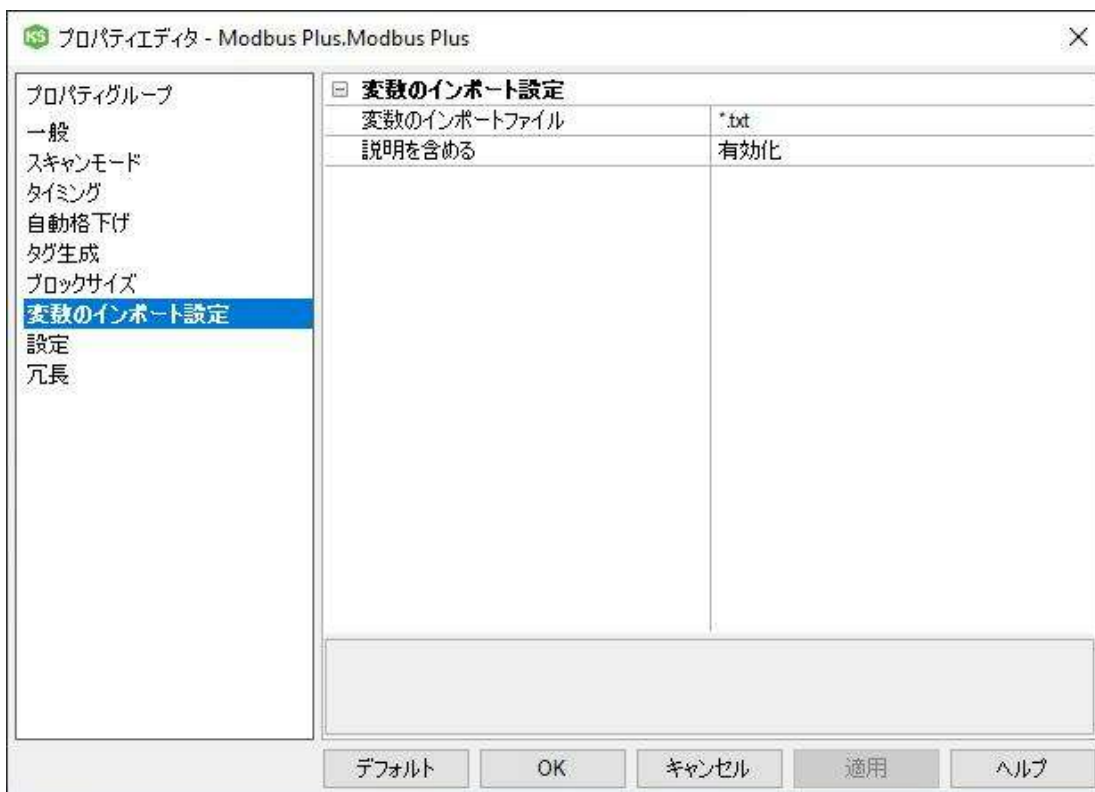 KS プロパティエディタ - Modbus Plus.Modbus Plus
プロパティグループ
一般
スキャンモード
タイミング
自動格下げ
タグ生成
ブロックサイズ
変数のインポート設定
設定
冗長
変数のインポート設定
変数のインポートファイル *.txt
説明を含める 有効化
デフォルト OK キャンセル 適用 ヘルプ